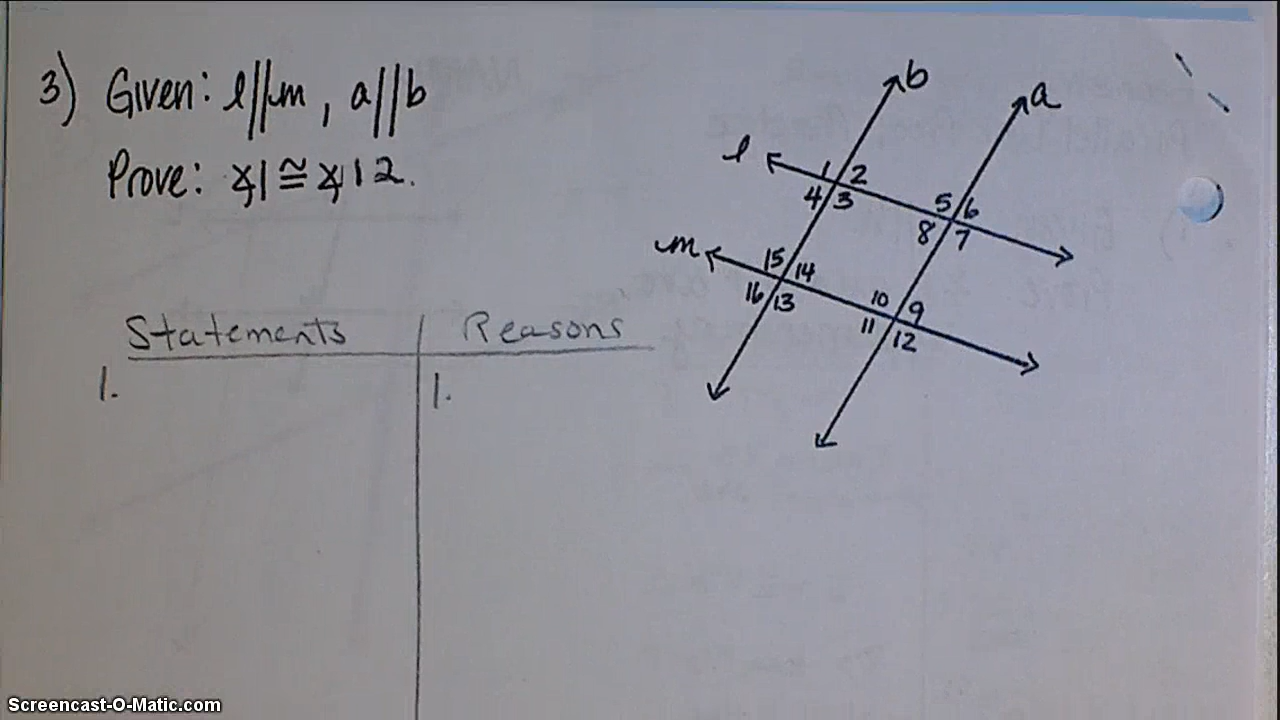 3) Given: l//m, a//b
Prove: ∡1 ≅ ∡12.
b
a
l
1 2
4 3
5 6
8 7
m
15 14
16 13
10 9
11 12
Statements | Reasons
1. 1.
Screencast-O-Matic.com